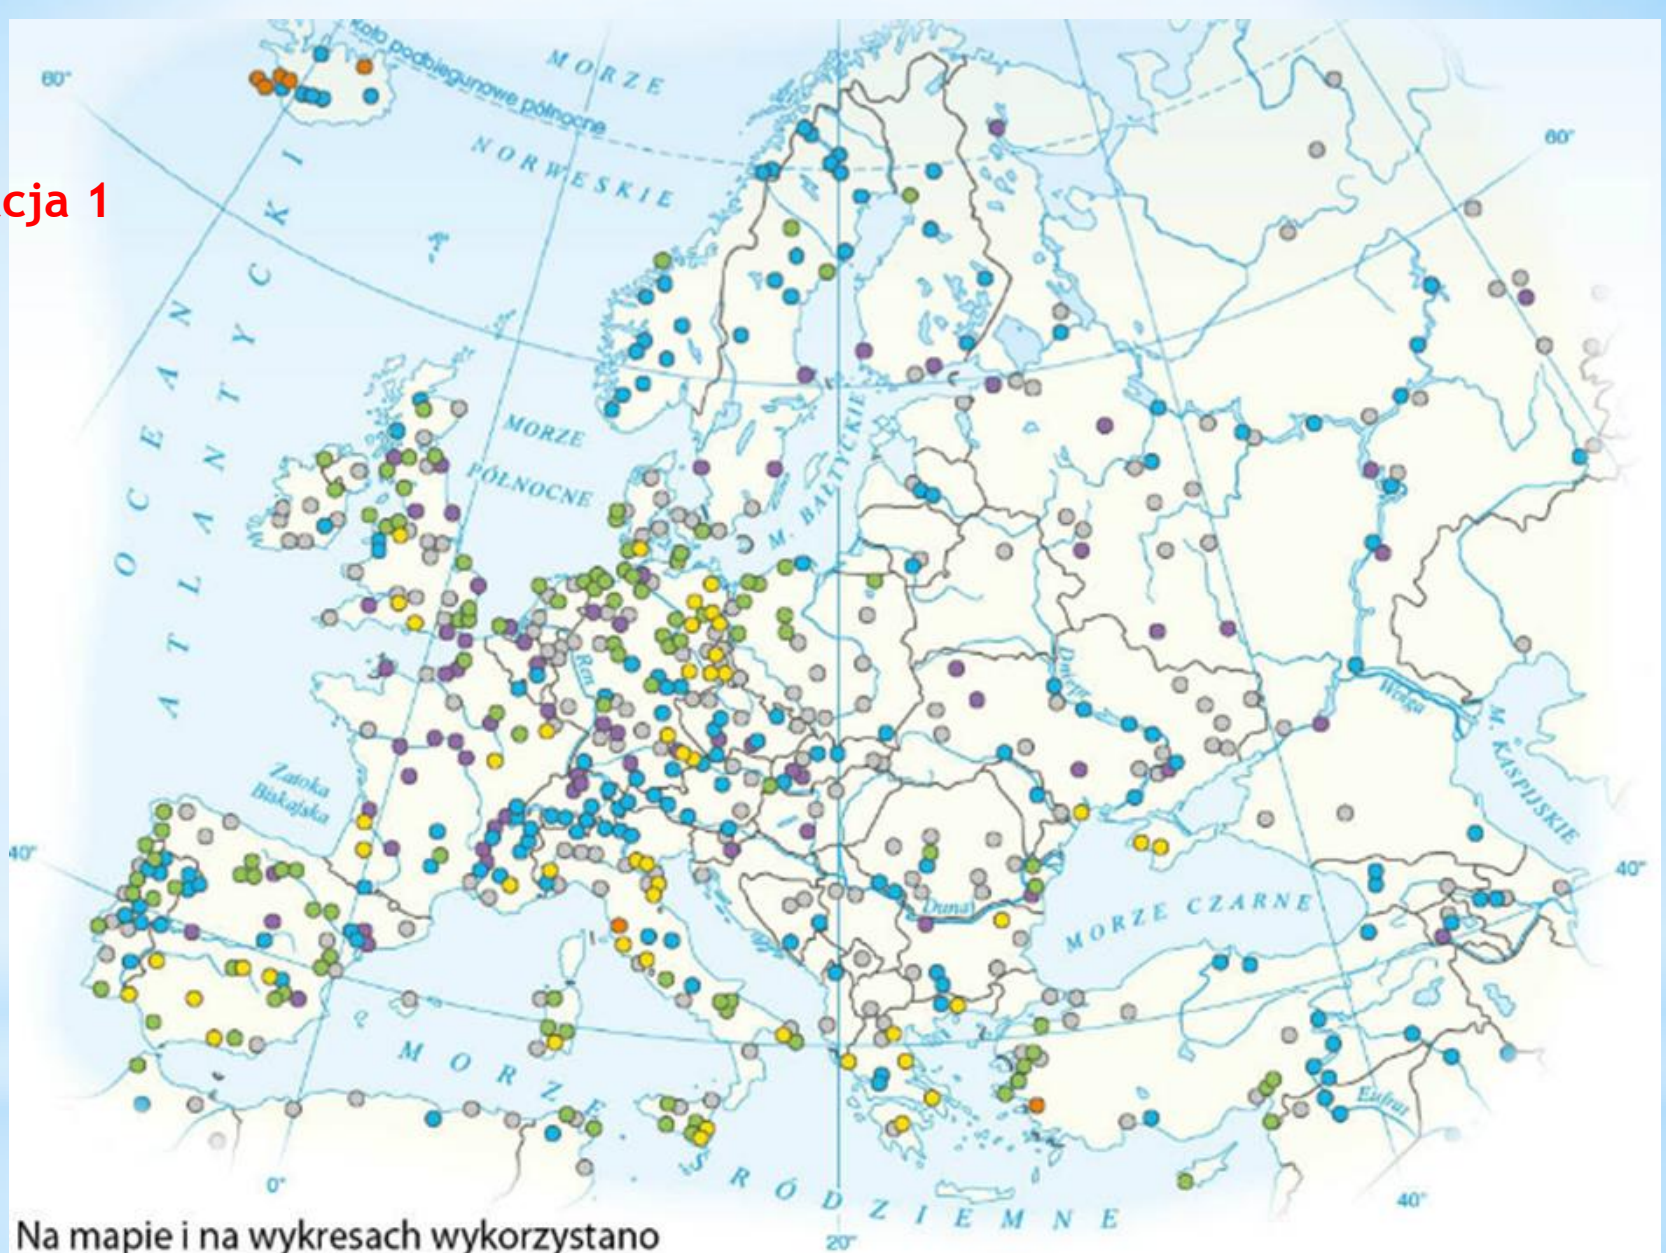 Koło podbiegunowe północne
MORZE
NORWESKIE
60°
60°
cja 1
OCEAN
ATLANTYCKI
MORZE
PÓŁNOCNE
M. BAŁTYCKIE
Ren
Dniepr
Wołga
M. KASPIJSKIE
Zatoka
Biskajska
40°
40°
Dunaj
MORZE CZARNE
MORZE
ŚRÓDZIEMNE
Eufrat
0°
20°
40°
Na mapie i na wykresach wykorzystano